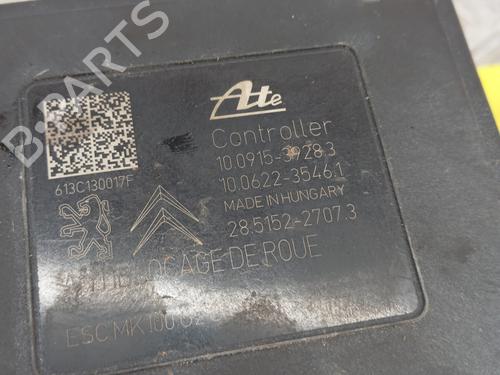 B-PARTS
Ate
Controller
10.0915-3928.3
10.0622-3546.1
MADE IN HUNGARY
28.5152-2707.3
613C130017F
ANTIBLOCAGE DE ROUE
ESC MK100